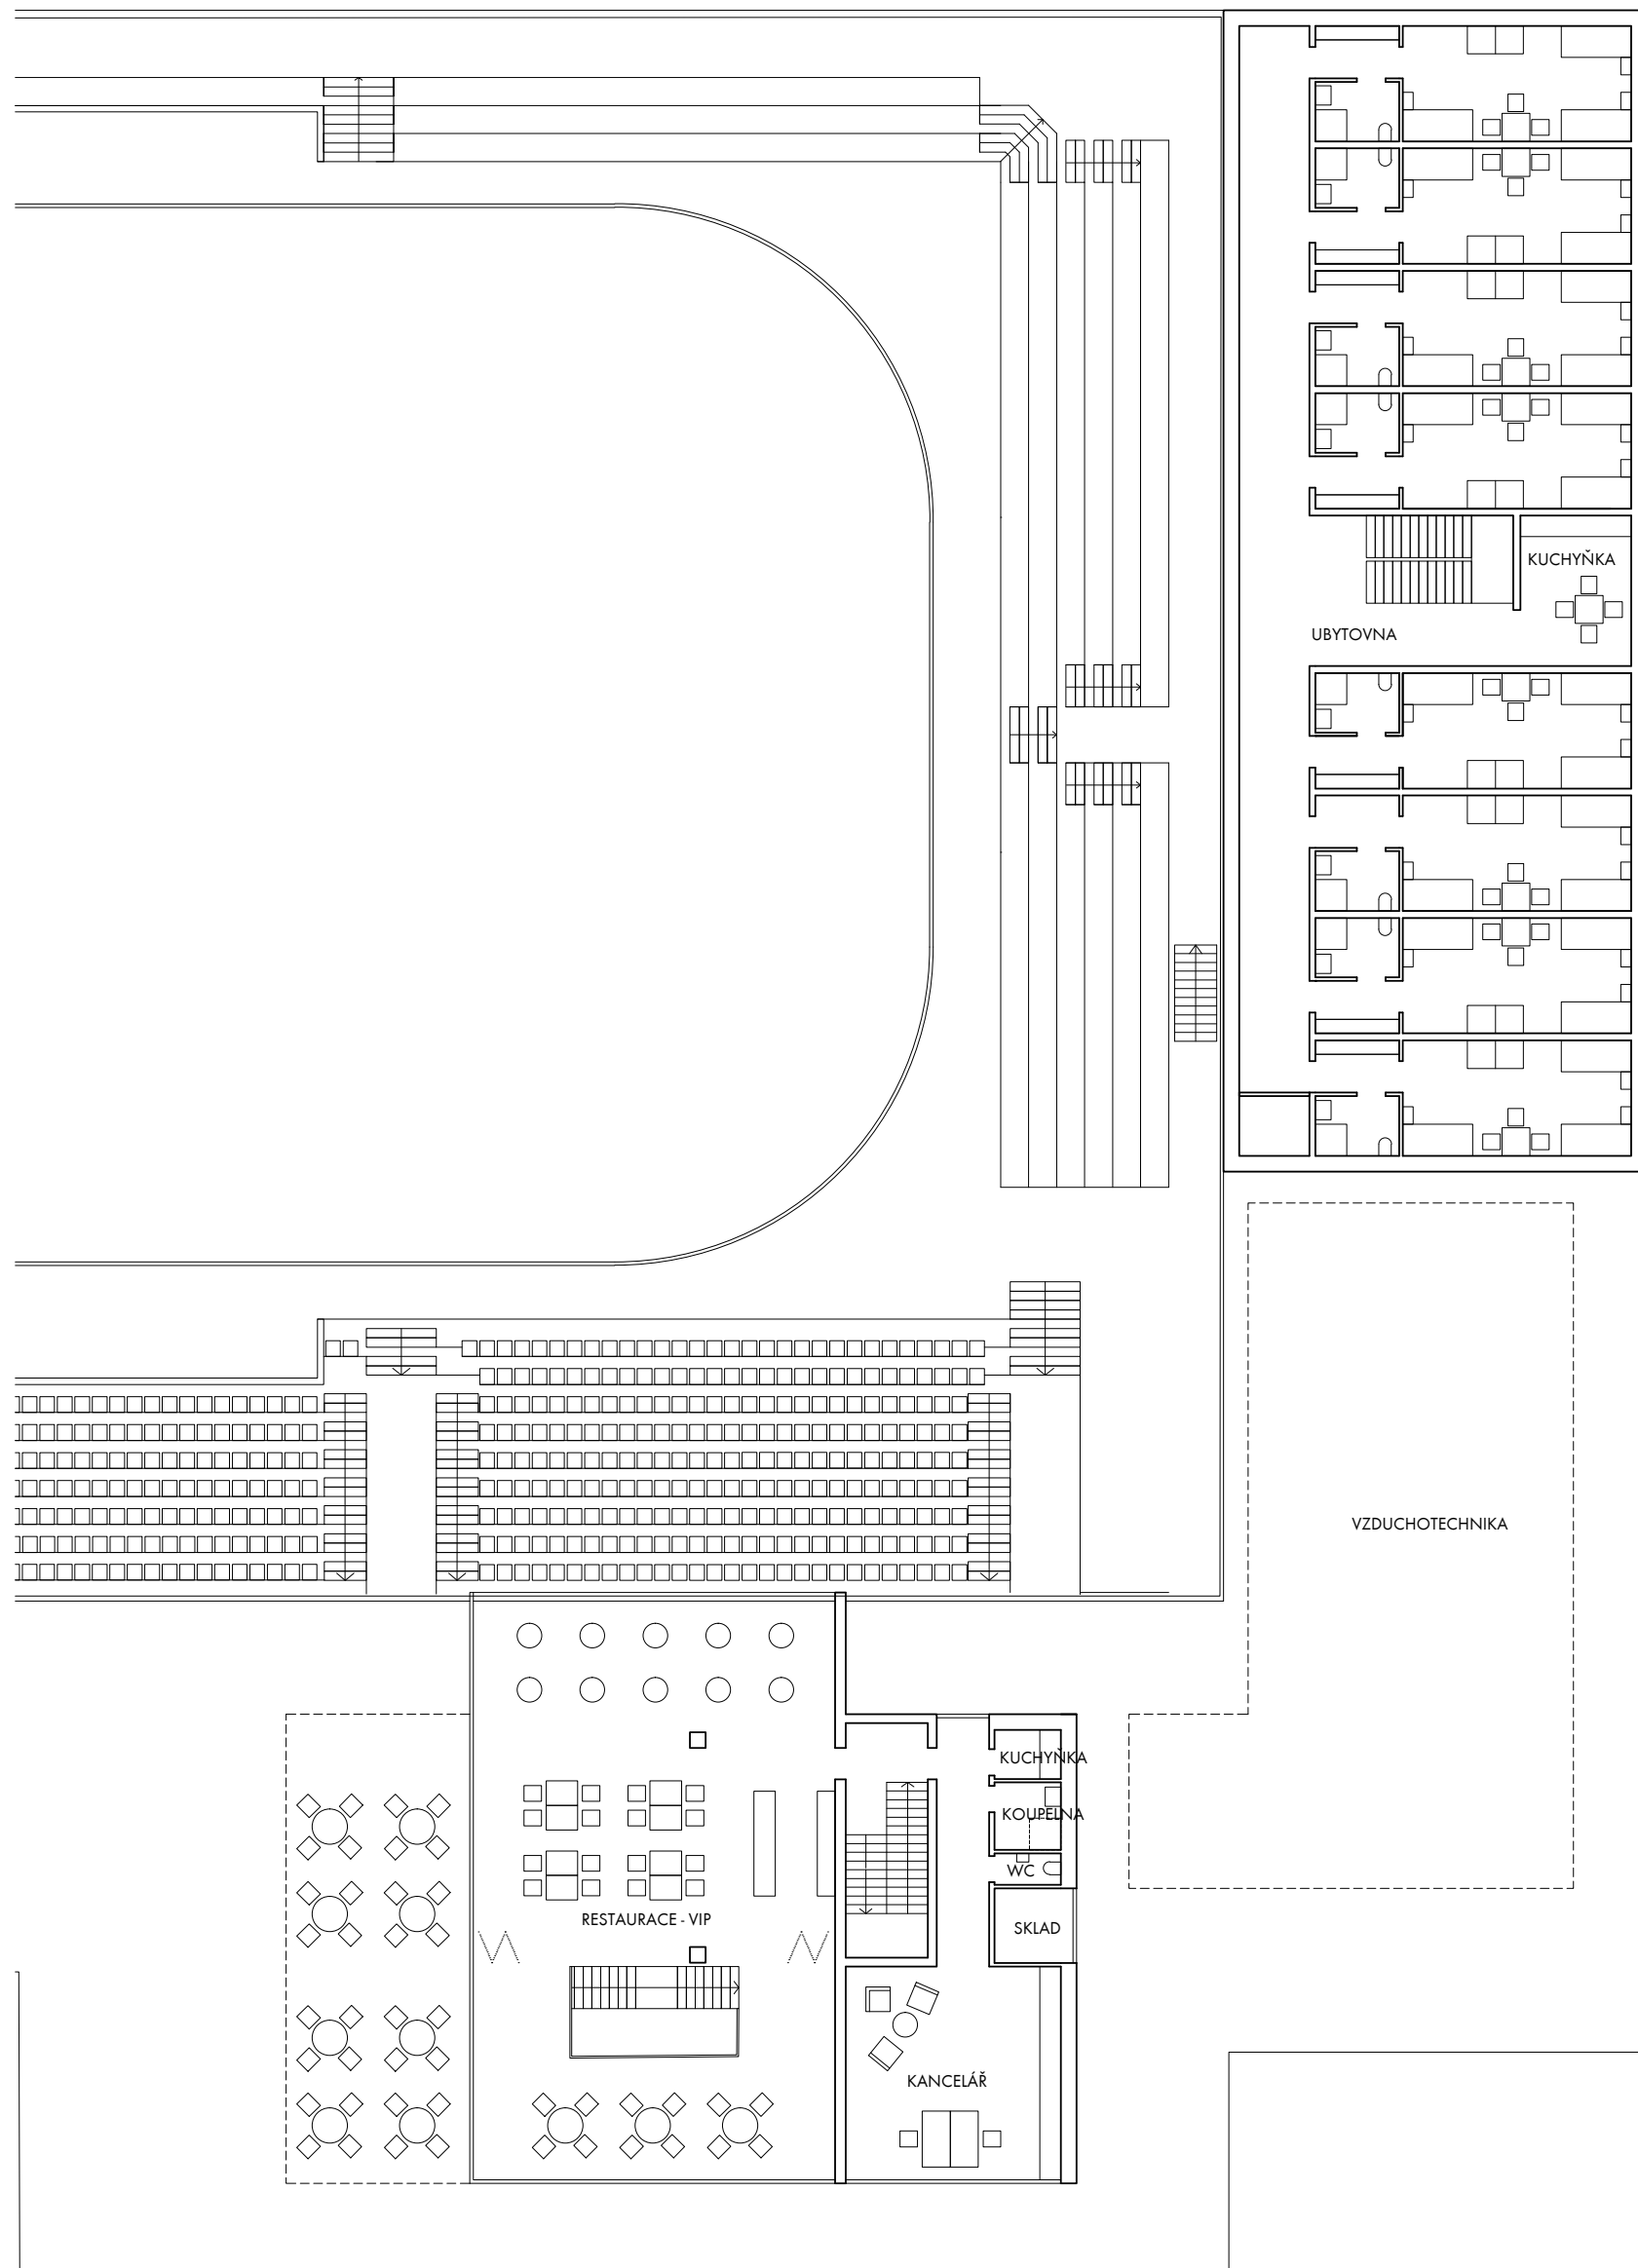 KUCHYŇKA
UBYTOVNA
VZDUCHOTECHNIKA
KUCHYŇKA
KOUPELNA
WC
RESTAURACE - VIP
SKLAD
KANCELÁŘ